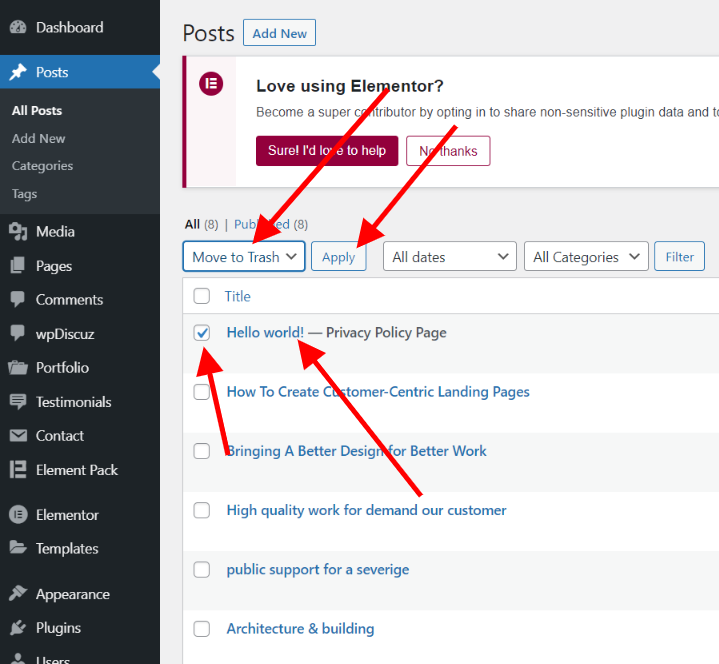 Dashboard
Posts
All Posts
Add New
Categories
Tags
Media
Pages
Comments
wpDiscuz
Portfolio
Testimonials
Contact
Element Pack
Elementor
Templates
Appearance
Plugins
Users
Posts Add New
Love using Elementor?
Become a super contributor by opting in to share non-sensitive plugin data and to
Sure! I'd love to help No thanks
All (8) | Published (8)
Move to Trash Apply All dates All Categories Filter
Title
Hello world! — Privacy Policy Page
How To Create Customer-Centric Landing Pages
Bringing A Better Design for Better Work
High quality work for demand our customer
public support for a severige
Architecture & building